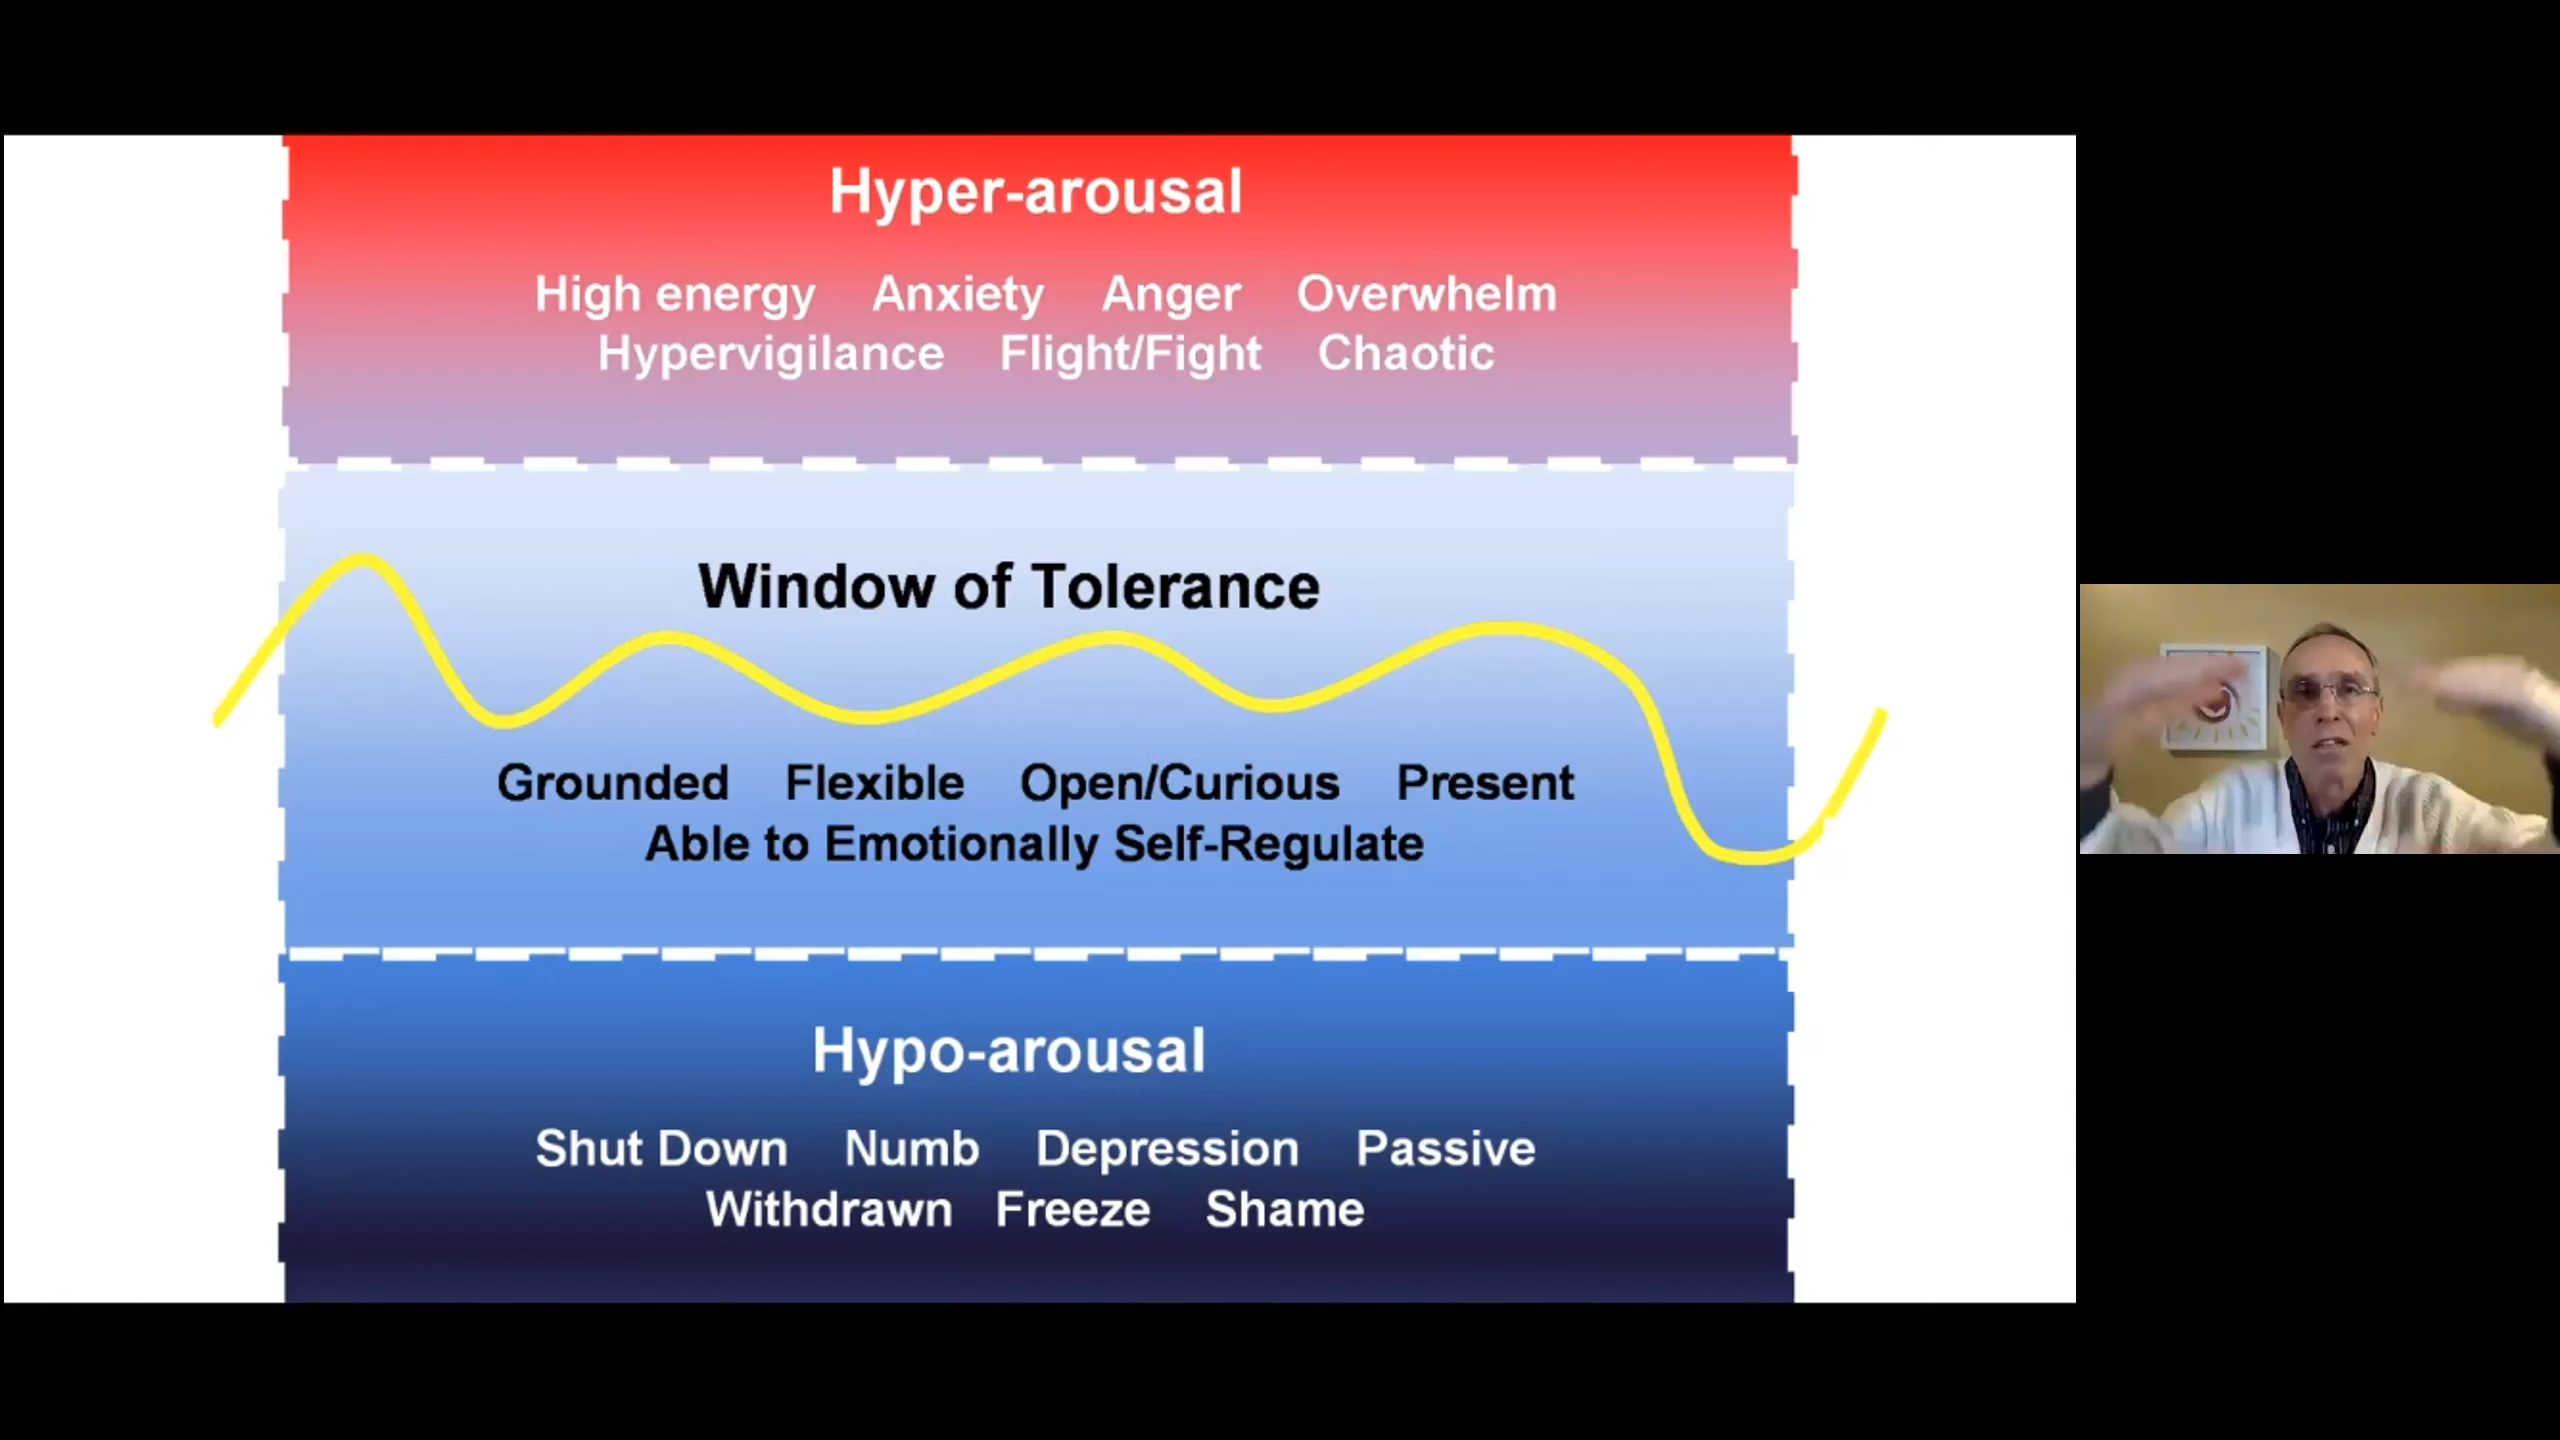 Hyper-arousal
High energy Anxiety Anger Overwhelm
Hypervigilance Flight/Fight Chaotic
Window of Tolerance
Grounded Flexible Open/Curious Present
Able to Emotionally Self-Regulate
Hypo-arousal
Shut Down Numb Depression Passive
Withdrawn Freeze Shame